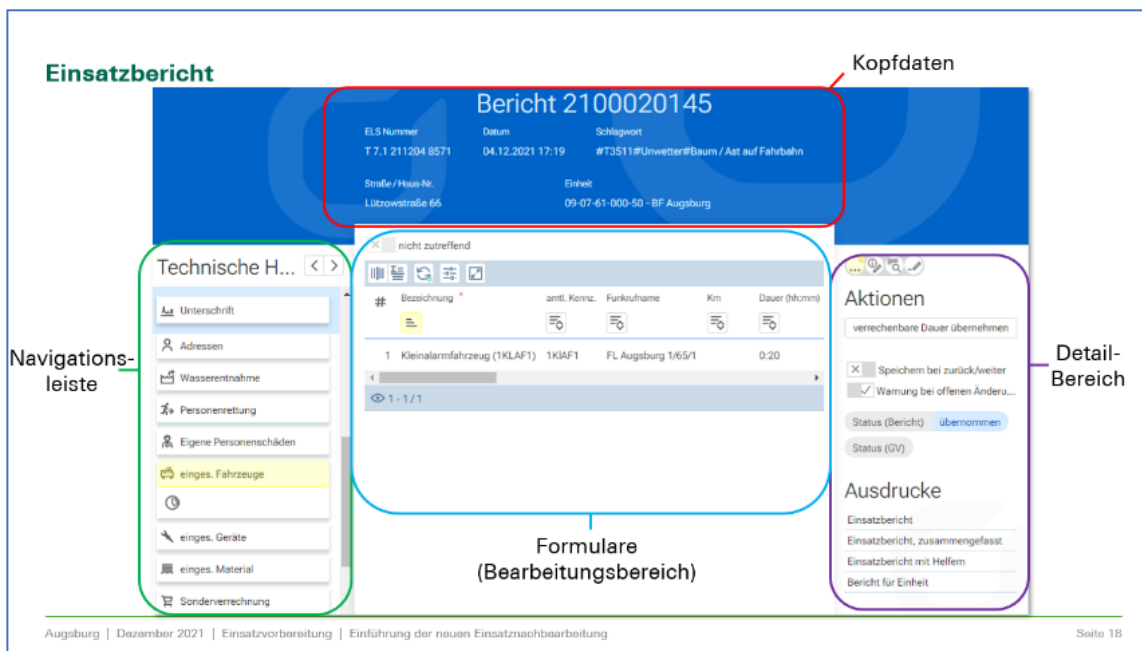 Einsatzbericht
Kopfdaten
Bericht 2100020145
ELS Nummer Datum Schlagwort
T 7.1 211204 8571 04.12.2021 17:19 #T3511#Unwetter#Baum / Ast auf Fahrbahn
Straße / Haus-Nr. Einheit
Lützowstraße 66 09-07-61-000-50 - BF Augsburg
Navigations-
leiste
Technische H...
Unterschrift
Adressen
Wasserentnahme
Personenrettung
Eigene Personenschäden
einges. Fahrzeuge
einges. Geräte
einges. Material
Sonderverrechnung
nicht zutreffend
# Bezeichnung * amtl. Kennz. Funkrufname Km Dauer (hh:mm)
1 Kleinalarmfahrzeug (1KLAF1) 1KlAF1 FL Augsburg 1/65/1 0:20
1 - 1 / 1
Formulare
(Bearbeitungsbereich)
Aktionen
verrechenbare Dauer übernehmen
Speichern bei zurück/weiter
Warnung bei offenen Änderu...
Status (Bericht) übernommen
Status (GV)
Ausdrucke
Einsatzbericht
Einsatzbericht, zusammengefasst
Einsatzbericht mit Helfern
Bericht für Einheit
Detail-
Bereich
Augsburg | Dezember 2021 | Einsatzvorbereitung | Einführung der neuen Einsatznachbearbeitung Seite 18